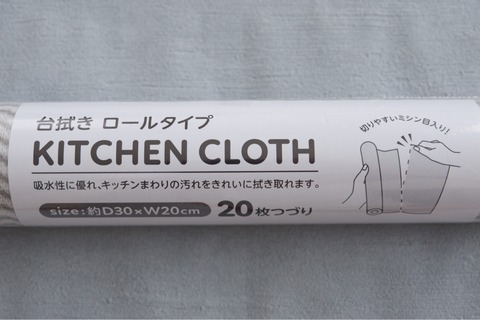 台拭き ロールタイプ
KITCHEN CLOTH
吸水性に優れ、キッチンまわりの汚れをきれいに拭き取れます。
size:約D30×W20cm 20枚つづり
切りやすいミシン目入り!